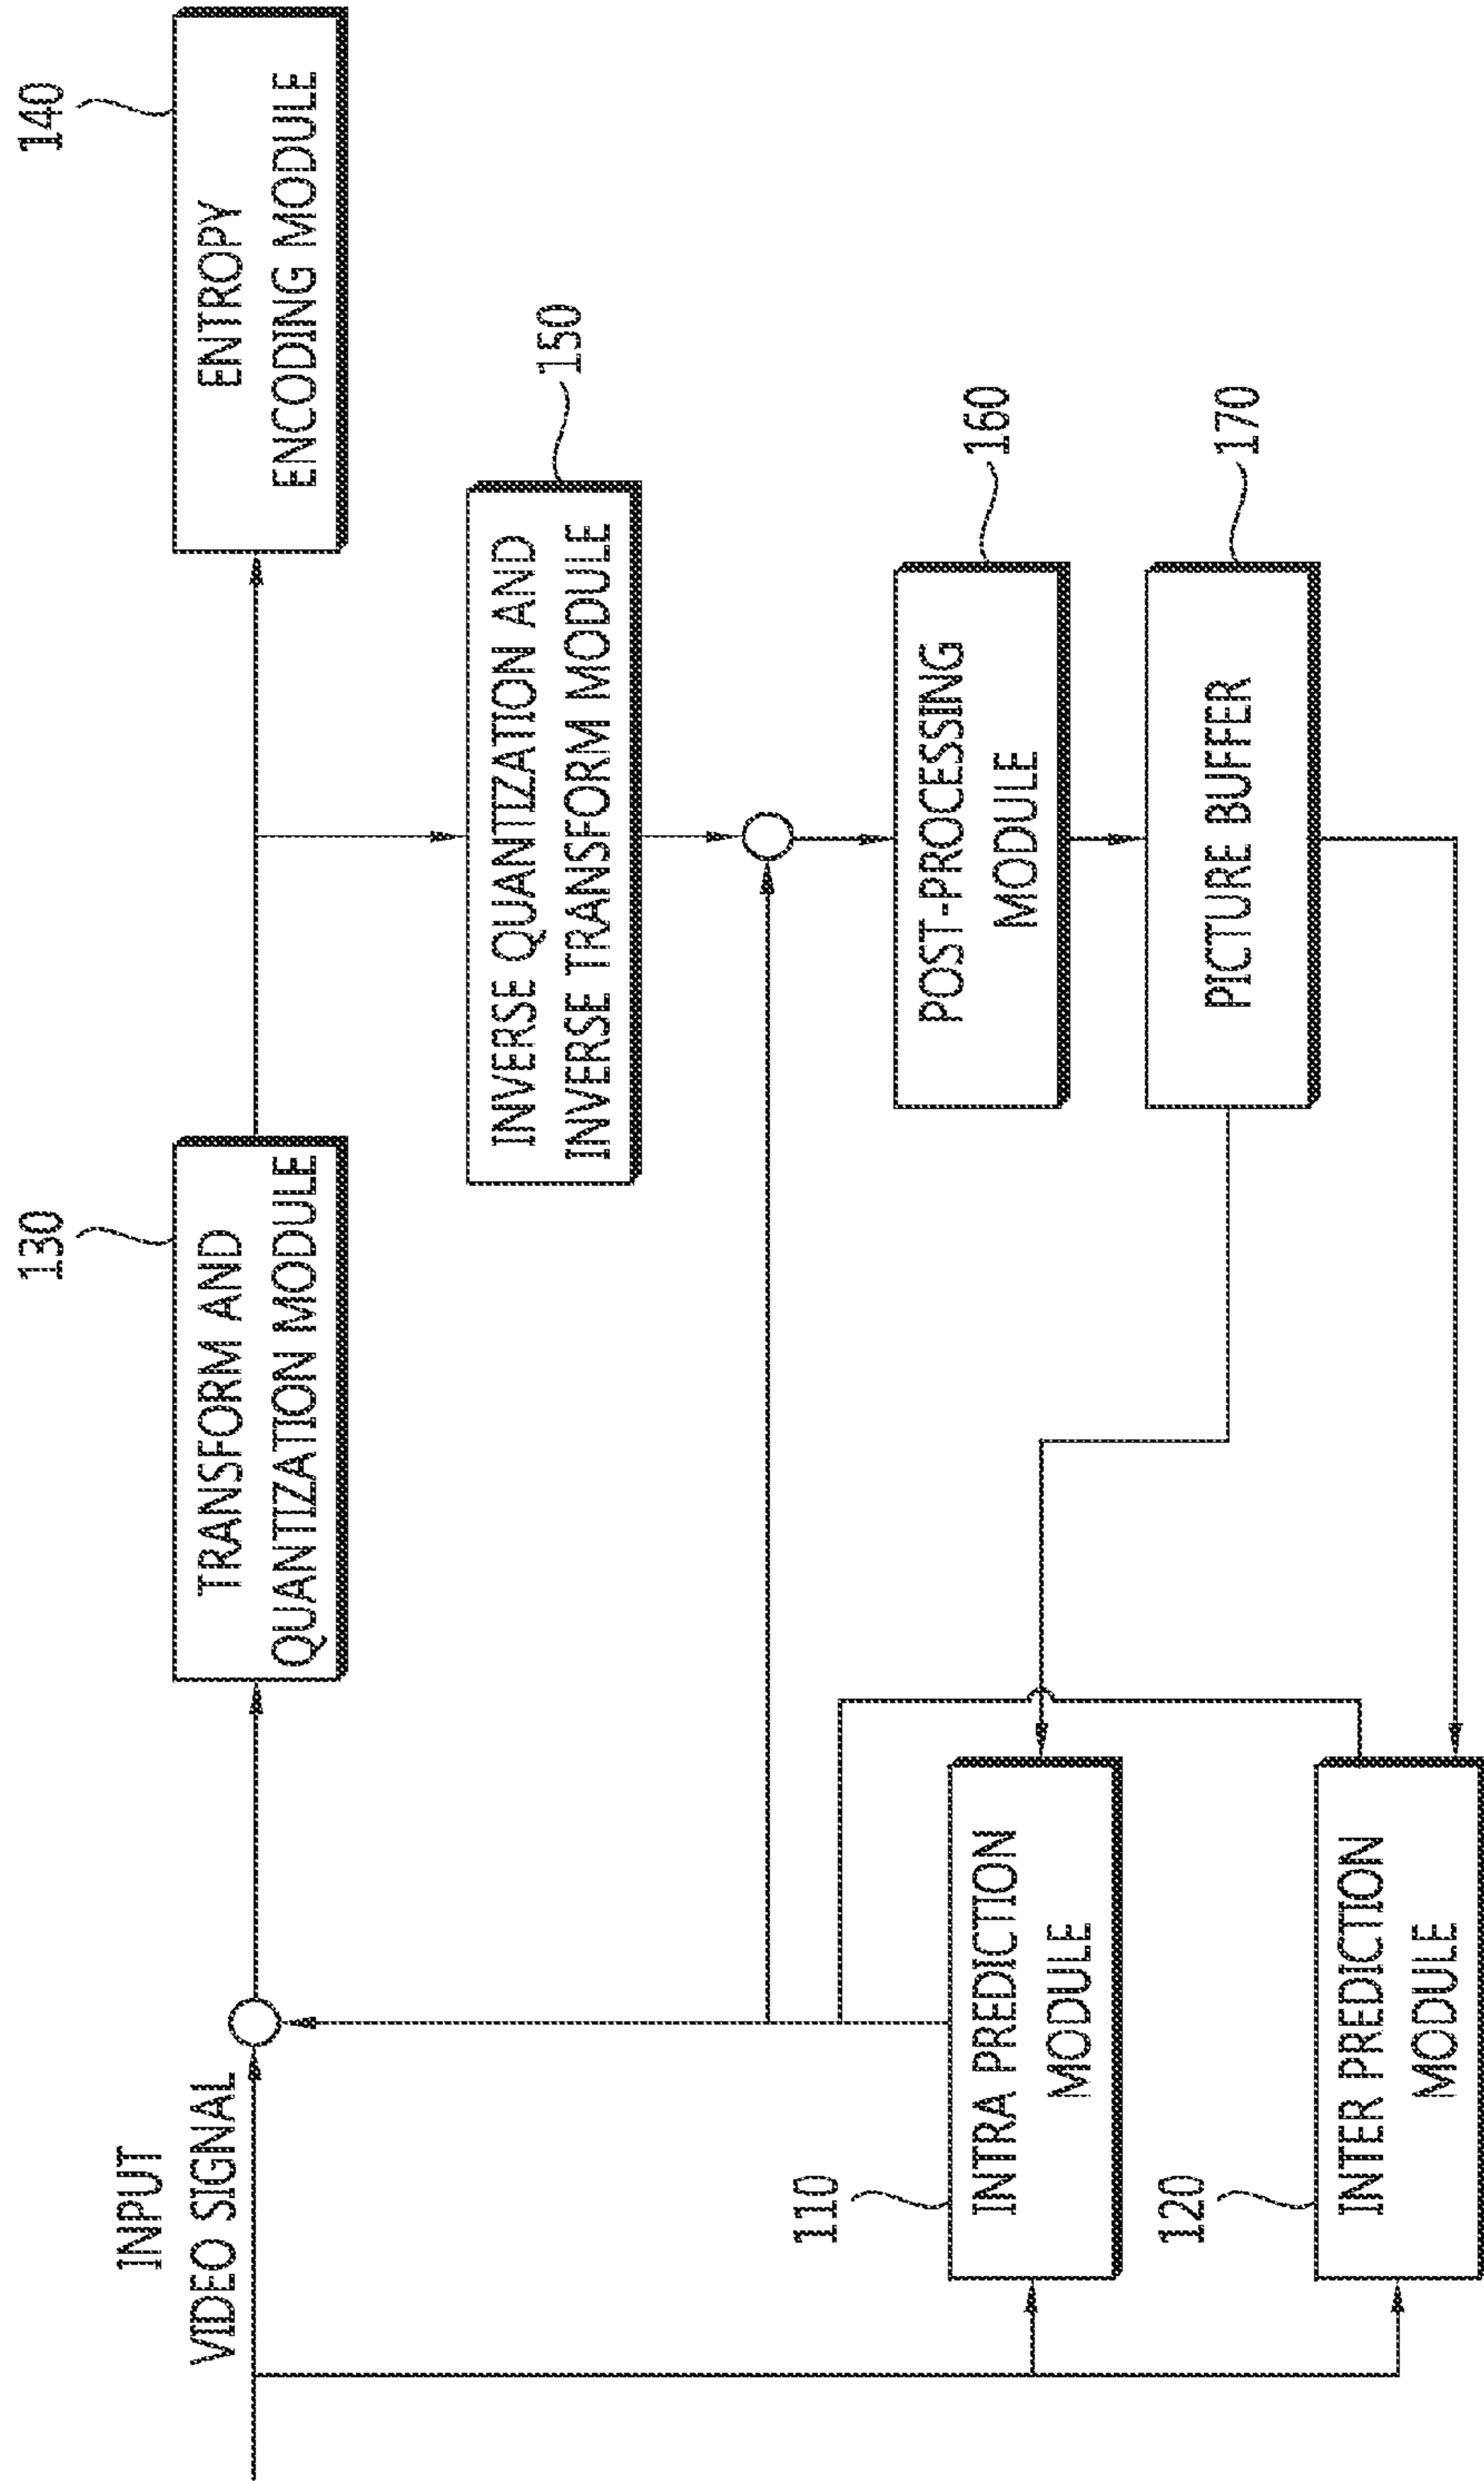 INPUT
VIDEO SIGNAL
130
TRANSFORM AND
QUANTIZATION MODULE
140
ENTROPY
ENCODING MODULE
150
INVERSE QUANTIZATION AND
INVERSE TRANSFORM MODULE
160
POST-PROCESSING
MODULE
110
INTRA PREDICTION
MODULE
170
PICTURE BUFFER
120
INTER PREDICTION
MODULE